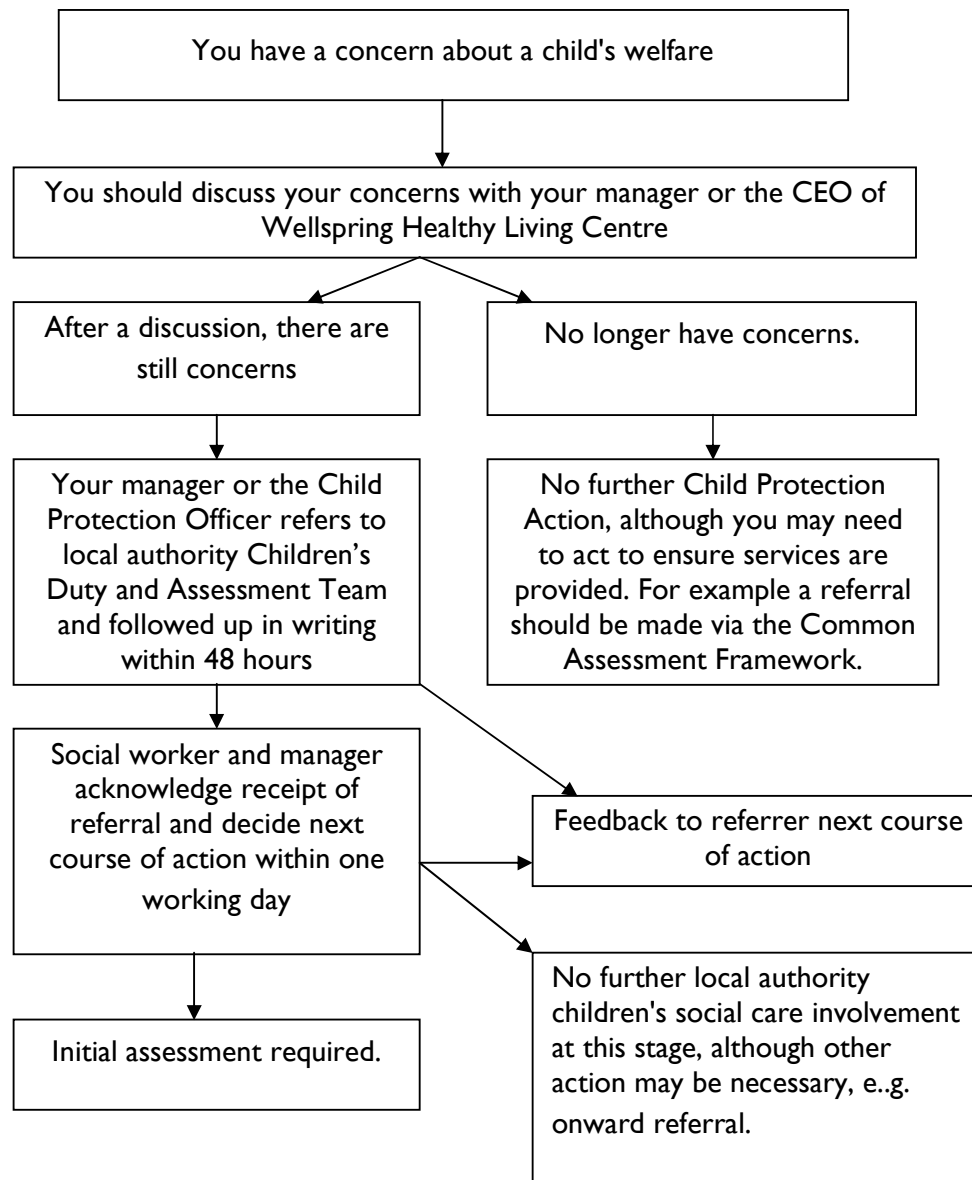 You have a concern about a child's welfare
You should discuss your concerns with your manager or the CEO of
Wellspring Healthy Living Centre
After a discussion, there are
still concerns
No longer have concerns.
Your manager or the Child
Protection Officer refers to
local authority Children’s
Duty and Assessment Team
and followed up in writing
within 48 hours
No further Child Protection
Action, although you may need
to act to ensure services are
provided. For example a referral
should be made via the Common
Assessment Framework.
Social worker and manager
acknowledge receipt of
referral and decide next
course of action within one
working day
Feedback to referrer next course
of action
Initial assessment required.
No further local authority
children's social care involvement
at this stage, although other
action may be necessary, e..g.
onward referral.